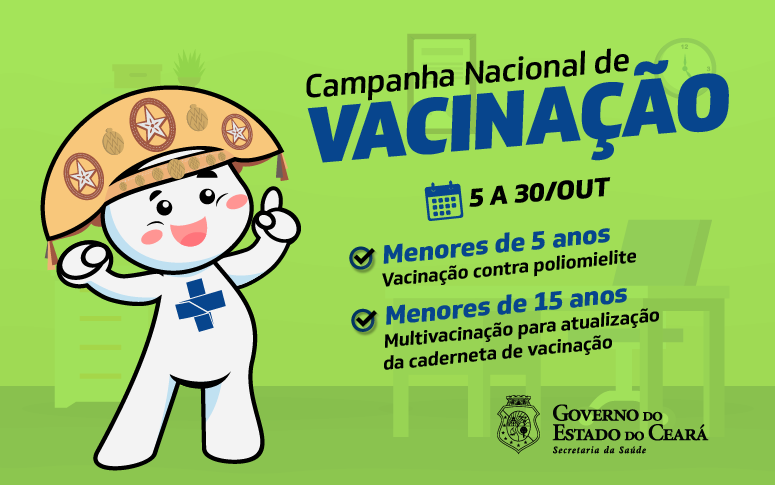 Campanha Nacional de
VACINAÇÃO
5 A 30/OUT
Menores de 5 anos
Vacinação contra poliomielite
Menores de 15 anos
Multivacinação para atualização
da caderneta de vacinação
GOVERNO DO
ESTADO DO CEARÁ
Secretaria da Saúde